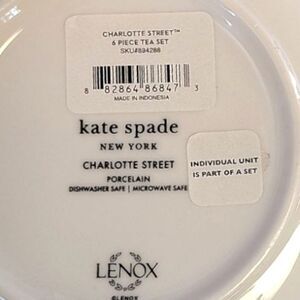 CHARLOTTE STREET™
6 PIECE TEA SET
SKU#894288
8 82864 86847 3
MADE IN INDONESIA
kate spade
NEW YORK
CHARLOTTE STREET
PORCELAIN
DISHWASHER SAFE | MICROWAVE SAFE
INDIVIDUAL UNIT
IS PART OF A SET
LENOX
©LENOX